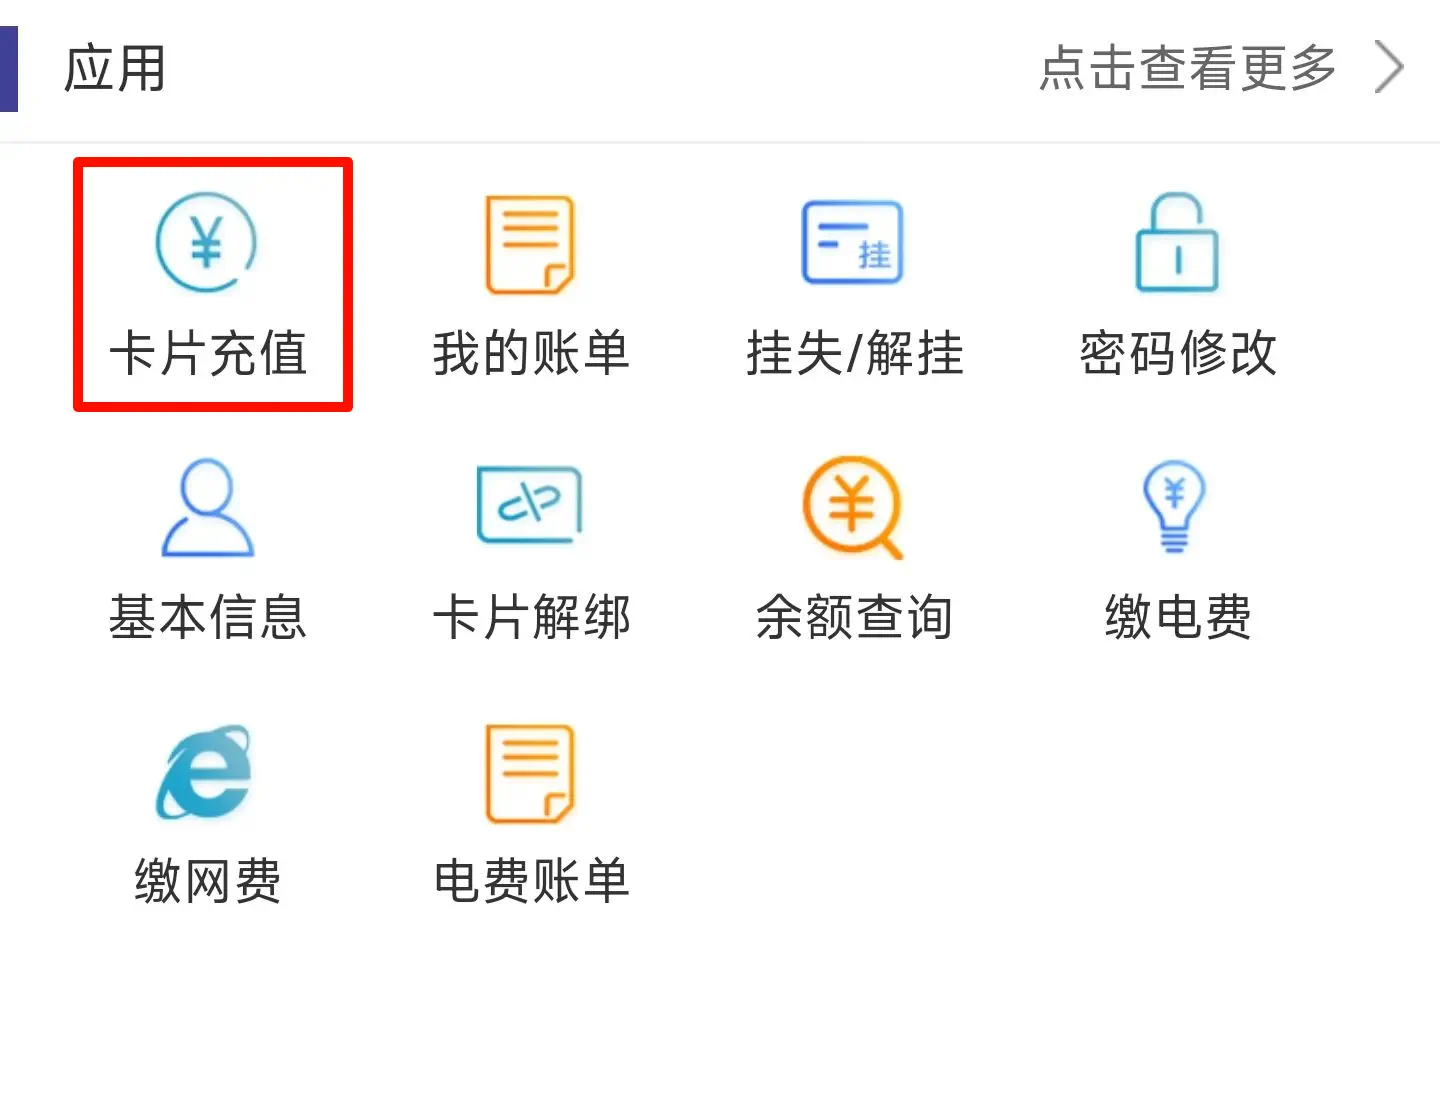 应用
点击查看更多
¥
卡片充值
我的账单
挂
挂失/解挂
密码修改
基本信息
卡片解绑
¥
余额查询
¥
缴电费
缴网费
电费账单